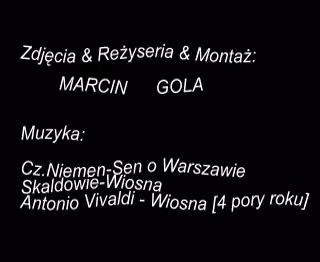 Zdjęcia & Reżyseria & Montaż:
MARCIN GOLA
Muzyka:
Cz.Niemen-Sen o Warszawie
Skaldowie-Wiosna
Antonio Vivaldi - Wiosna [4 pory roku]